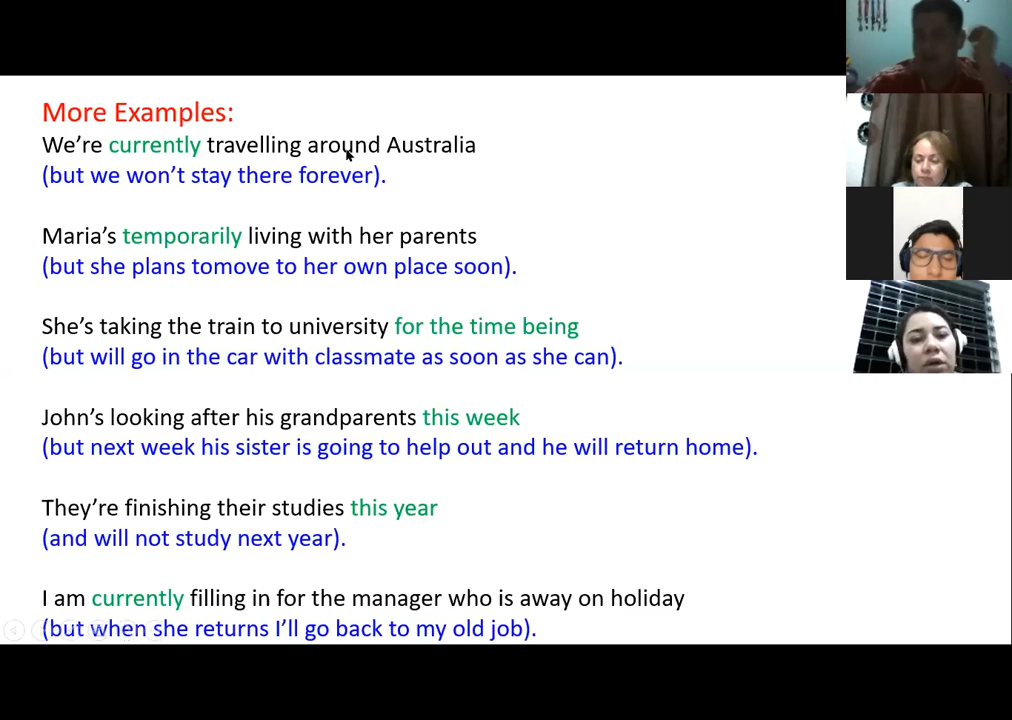 More Examples:
We're currently travelling around Australia
(but we won't stay there forever).
Maria's temporarily living with her parents
(but she plans tomove to her own place soon).
She's taking the train to university for the time being
(but will go in the car with classmate as soon as she can).
John's looking after his grandparents this week
(but next week his sister is going to help out and he will return home).
They're finishing their studies this year
(and will not study next year).
I am currently filling in for the manager who is away on holiday
(but when she returns I'll go back to my old job).